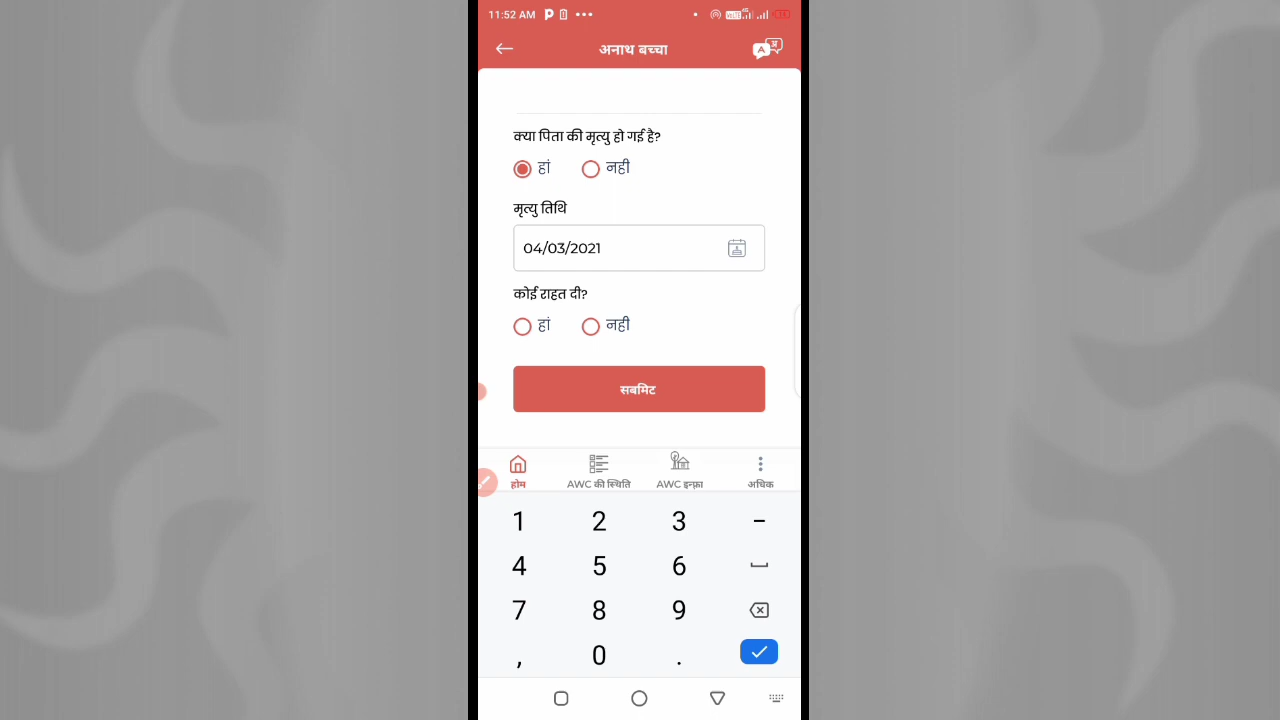 11:52 AM
अनाथ बच्चा
क्या पिता की मृत्यु हो गई है?
हां नही
मृत्यु तिथि
04/03/2021
कोई राहत दी?
हां नही
सबमिट
होम AWC की स्थिति AWC इन्फ्रा अधिक
1 2 3 -
4 5 6
7 8 9
, 0 .